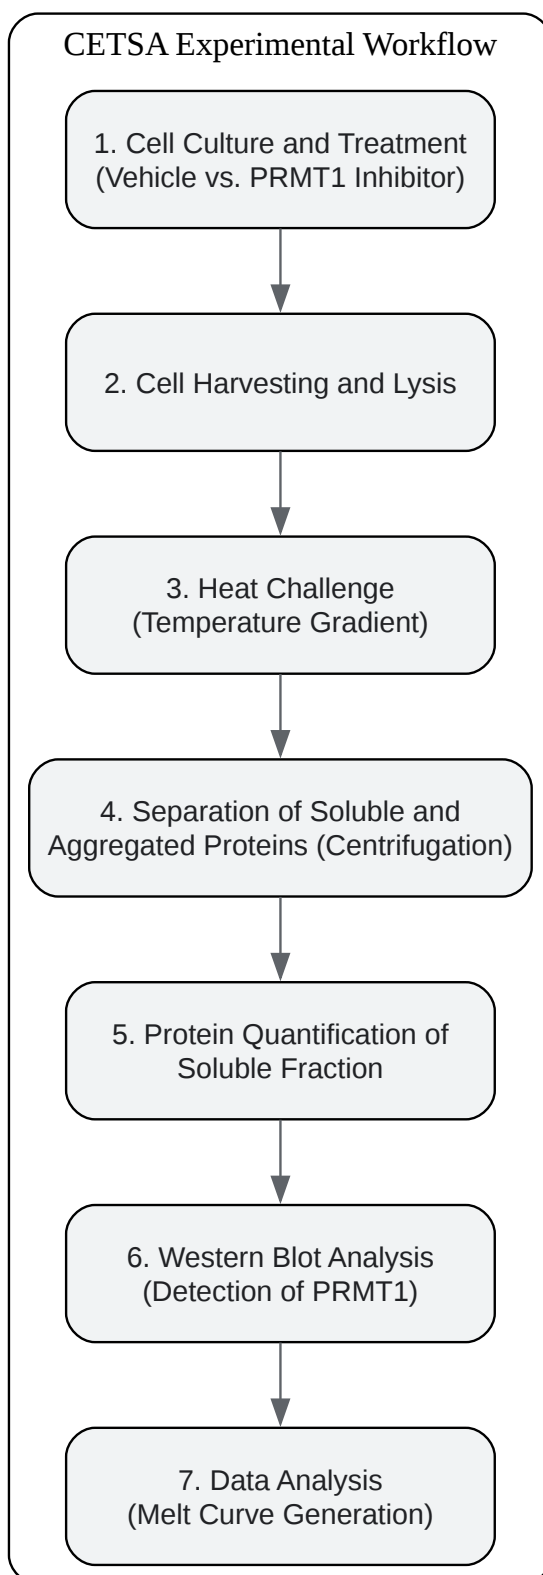 CETSA Experimental Workflow
1. Cell Culture and Treatment
(Vehicle vs. PRMT1 Inhibitor)
2. Cell Harvesting and Lysis
3. Heat Challenge
(Temperature Gradient)
4. Separation of Soluble and
Aggregated Proteins (Centrifugation)
5. Protein Quantification of
Soluble Fraction
6. Western Blot Analysis
(Detection of PRMT1)
7. Data Analysis
(Melt Curve Generation)